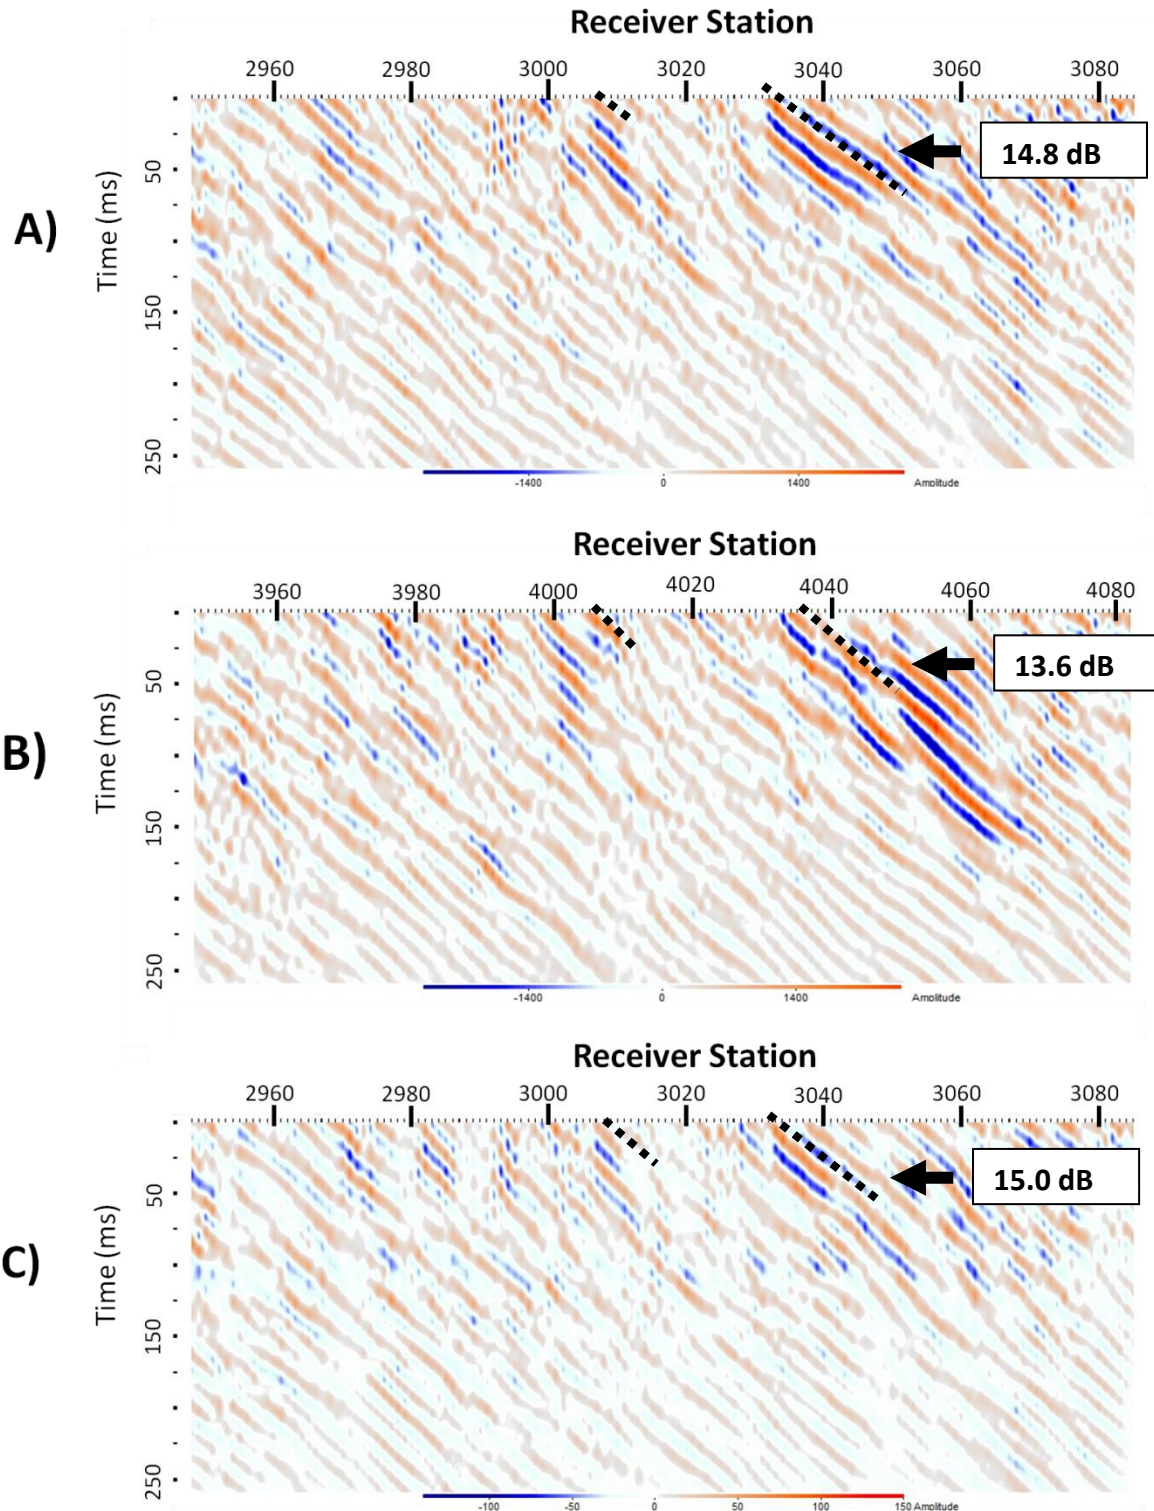 Receiver Station
2960 2980 3000 3020 3040 3060 3080
A)
Time (ms)
50
150
250
14.8 dB
-1400 0 1400 Amplitude
Receiver Station
3960 3980 4000 4020 4040 4060 4080
B)
Time (ms)
50
150
250
13.6 dB
-1400 0 1400 Amplitude
Receiver Station
2960 2980 3000 3020 3040 3060 3080
C)
Time (ms)
50
150
250
15.0 dB
-100 -50 0 50 100 150 Amplitude